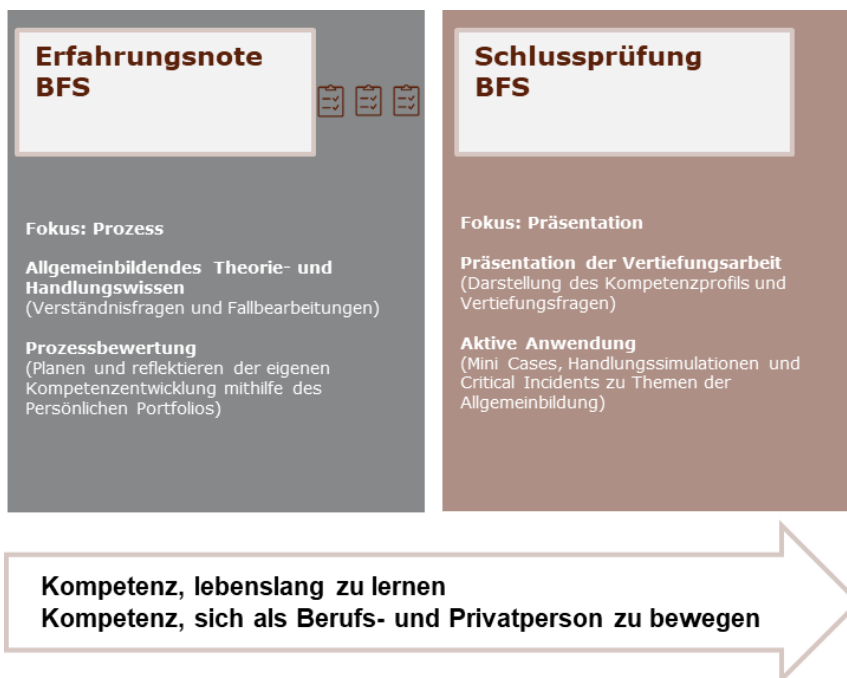 Erfahrungsnote
BFS
Fokus: Prozess
Allgemeinbildendes Theorie- und
Handlungswissen
(Verständnisfragen und Fallbearbeitungen)
Prozessbewertung
(Planen und reflektieren der eigenen
Kompetenzentwicklung mithilfe des
Persönlichen Portfolios)
Schlussprüfung
BFS
Fokus: Präsentation
Präsentation der Vertiefungsarbeit
(Darstellung des Kompetenzprofils und
Vertiefungsfragen)
Aktive Anwendung
(Mini Cases, Handlungssimulationen und
Critical Incidents zu Themen der
Allgemeinbildung)
Kompetenz, lebenslang zu lernen
Kompetenz, sich als Berufs- und Privatperson zu bewegen